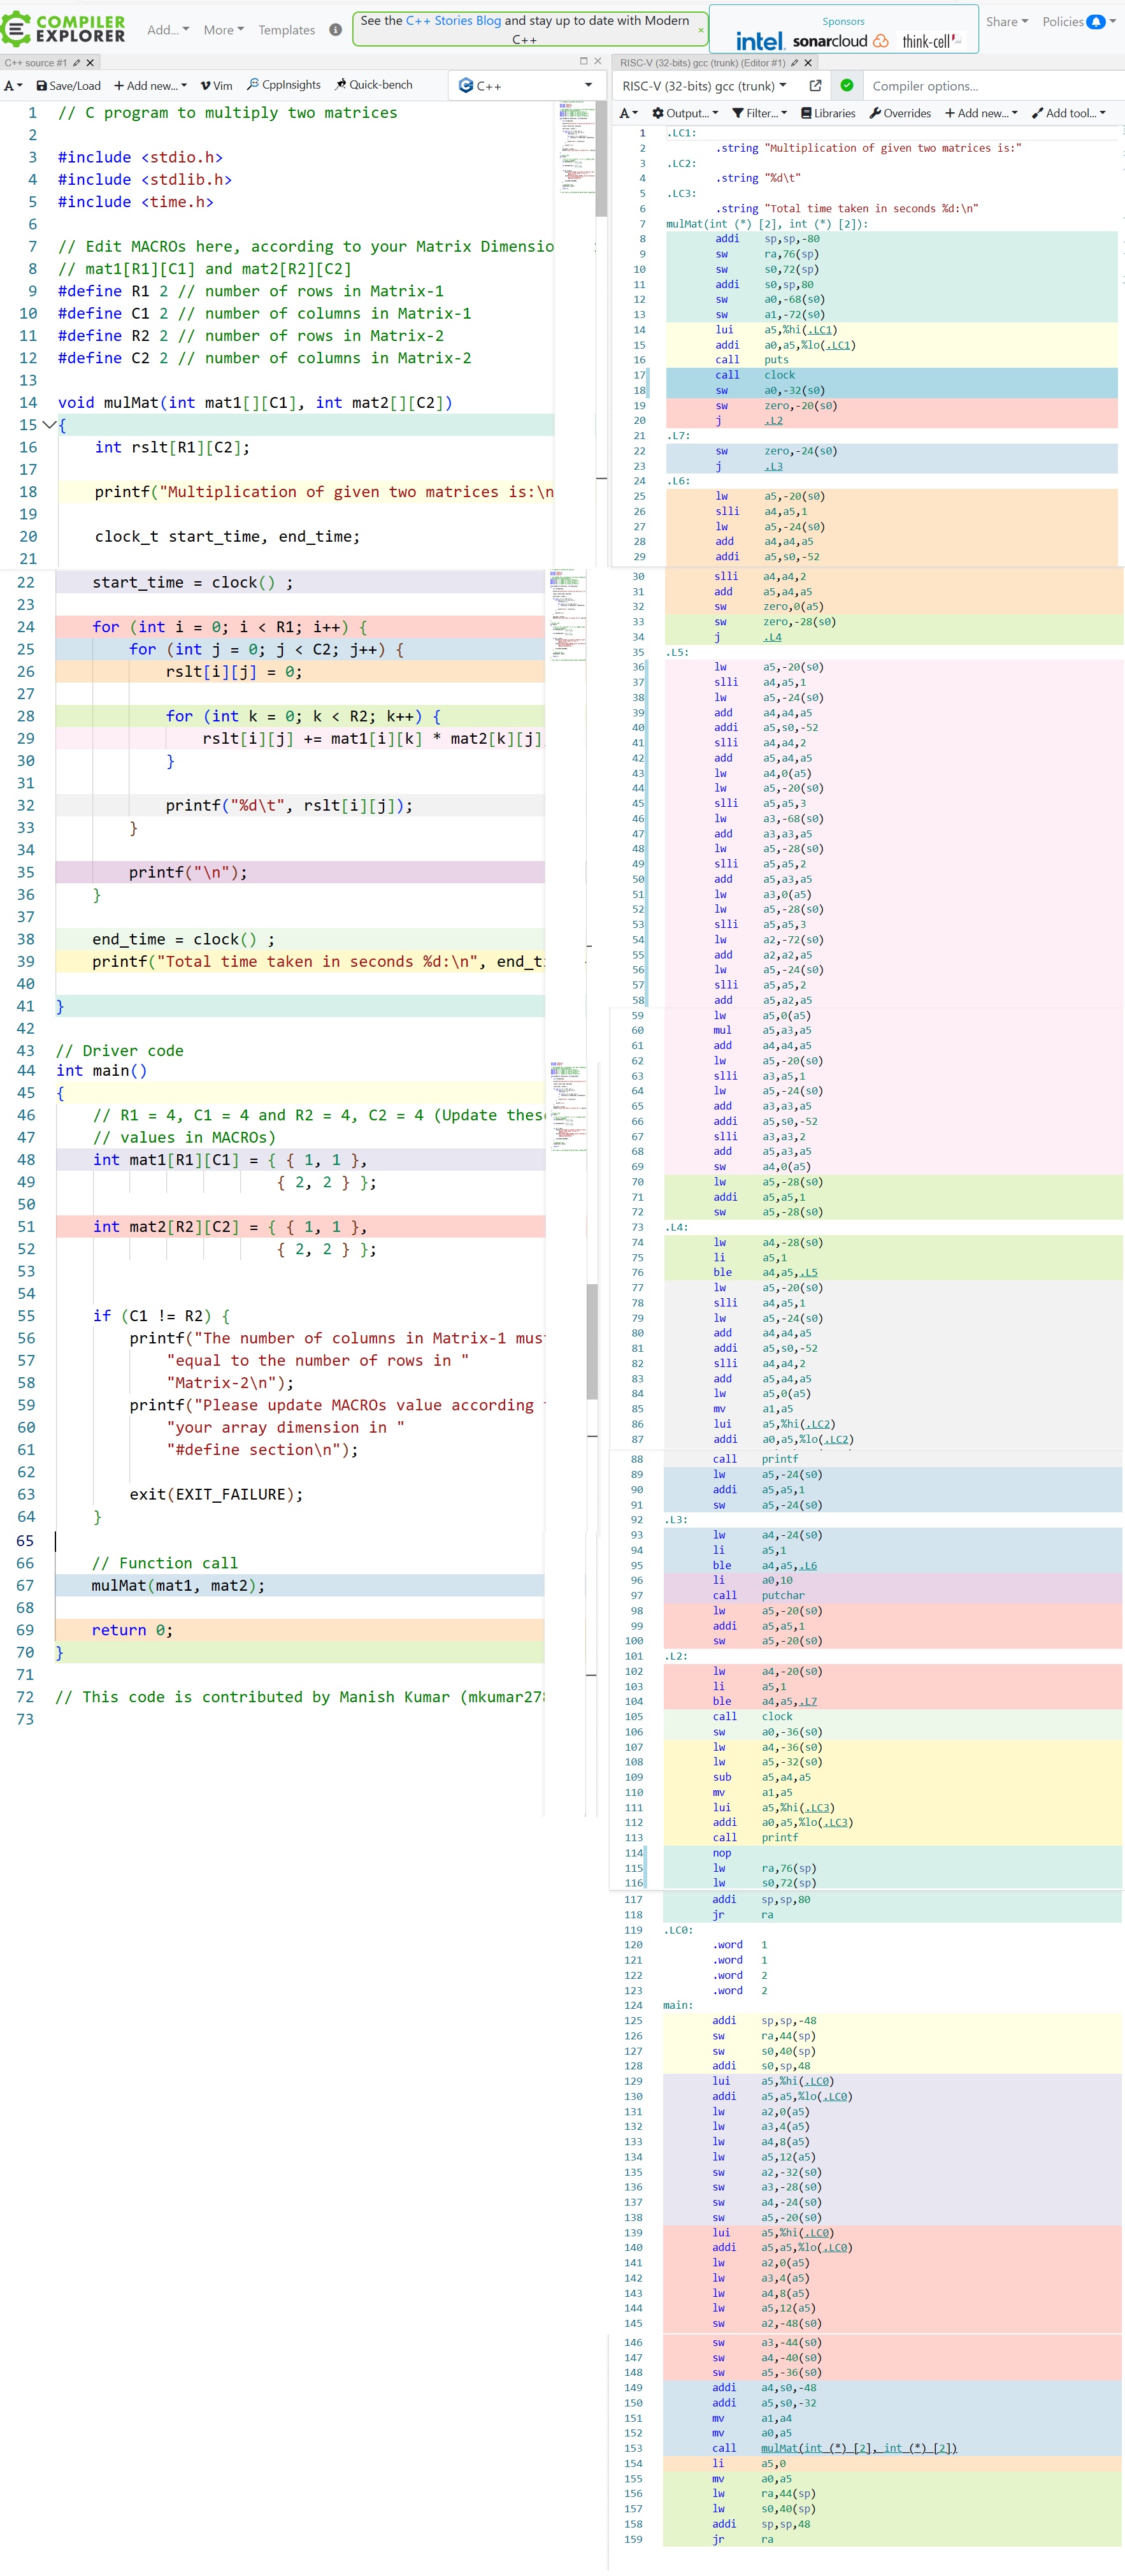 COMPILER
EXPLORER
Add...
More
Templates
See the C++ Stories Blog and stay up to date with Modern
C++
×
Sponsors
intel. sonarcloud think-cell
Share
Policies
C++ source #1
A
Save/Load
+ Add new...
Vim
CppInsights
Quick-bench
C++
1 // C program to multiply two matrices
2
3 #include <stdio.h>
4 #include <stdlib.h>
5 #include <time.h>
6
7 // Edit MACROs here, according to your Matrix Dimensio
8 // mat1[R1][C1] and mat2[R2][C2]
9 #define R1 2 // number of rows in Matrix-1
10 #define C1 2 // number of columns in Matrix-1
11 #define R2 2 // number of rows in Matrix-2
12 #define C2 2 // number of columns in Matrix-2
13
14 void mulMat(int mat1[][C1], int mat2[][C2])
15 {
16 int rslt[R1][C2];
17
18 printf("Multiplication of given two matrices is:\n
19
20 clock_t start_time, end_time;
21
22 start_time = clock() ;
23
24 for (int i = 0; i < R1; i++) {
25 for (int j = 0; j < C2; j++) {
26 rslt[i][j] = 0;
27
28 for (int k = 0; k < R2; k++) {
29 rslt[i][j] += mat1[i][k] * mat2[k][j]
30 }
31
32 printf("%d\t", rslt[i][j]);
33 }
34
35 printf("\n");
36 }
37
38 end_time = clock() ;
39 printf("Total time taken in seconds %d:\n", end_t
40
41 }
42
43 // Driver code
44 int main()
45 {
46 // R1 = 4, C1 = 4 and R2 = 4, C2 = 4 (Update these
47 // values in MACROs)
48 int mat1[R1][C1] = { { 1, 1 },
49 { 2, 2 } };
50
51 int mat2[R2][C2] = { { 1, 1 },
52 { 2, 2 } };
53
54
55 if (C1 != R2) {
56 printf("The number of columns in Matrix-1 mus
57 "equal to the number of rows in "
58 "Matrix-2\n");
59 printf("Please update MACROs value according
60 "your array dimension in "
61 "#define section\n");
62
63 exit(EXIT_FAILURE);
64 }
65
66 // Function call
67 mulMat(mat1, mat2);
68
69 return 0;
70 }
71
72 // This code is contributed by Manish Kumar (mkumar27
73
RISC-V (32-bits) gcc (trunk) (Editor #1)
RISC-V (32-bits) gcc (trunk)
Compiler options...
A
Output...
Filter...
Libraries
Overrides
+ Add new...
Add tool...
1 .LC1:
2 .string "Multiplication of given two matrices is:"
3 .LC2:
4 .string "%d\t"
5 .LC3:
6 .string "Total time taken in seconds %d:\n"
7 mulMat(int (*) [2], int (*) [2]):
8 addi sp,sp,-80
9 sw ra,76(sp)
10 sw s0,72(sp)
11 addi s0,sp,80
12 sw a0,-68(s0)
13 sw a1,-72(s0)
14 lui a5,%hi(.LC1)
15 addi a0,a5,%lo(.LC1)
16 call puts
17 call clock
18 sw a0,-32(s0)
19 sw zero,-20(s0)
20 j .L2
21 .L7:
22 sw zero,-24(s0)
23 j .L3
24 .L6:
25 lw a5,-20(s0)
26 slli a4,a5,1
27 lw a5,-24(s0)
28 add a4,a4,a5
29 addi a5,s0,-52
30 slli a4,a4,2
31 add a5,a4,a5
32 sw zero,0(a5)
33 sw zero,-28(s0)
34 j .L4
35 .L5:
36 lw a5,-20(s0)
37 slli a4,a5,1
38 lw a5,-24(s0)
39 add a4,a4,a5
40 addi a5,s0,-52
41 slli a4,a4,2
42 add a5,a4,a5
43 lw a4,0(a5)
44 lw a5,-20(s0)
45 slli a5,a5,3
46 lw a3,-68(s0)
47 add a3,a3,a5
48 lw a5,-28(s0)
49 slli a5,a5,2
50 add a5,a3,a5
51 lw a3,0(a5)
52 lw a5,-28(s0)
53 slli a5,a5,3
54 lw a2,-72(s0)
55 add a2,a2,a5
56 lw a5,-24(s0)
57 slli a5,a5,2
58 add a5,a2,a5
59 lw a5,0(a5)
60 mul a5,a3,a5
61 add a4,a4,a5
62 lw a5,-20(s0)
63 slli a3,a5,1
64 lw a5,-24(s0)
65 add a3,a3,a5
66 addi a5,s0,-52
67 slli a3,a3,2
68 add a5,a3,a5
69 sw a4,0(a5)
70 lw a5,-28(s0)
71 addi a5,a5,1
72 sw a5,-28(s0)
73 .L4:
74 lw a4,-28(s0)
75 li a5,1
76 ble a4,a5,.L5
77 lw a5,-20(s0)
78 slli a4,a5,1
79 lw a5,-24(s0)
80 add a4,a4,a5
81 addi a5,s0,-52
82 slli a4,a4,2
83 add a5,a4,a5
84 lw a5,0(a5)
85 mv a1,a5
86 lui a5,%hi(.LC2)
87 addi a0,a5,%lo(.LC2)
88 call printf
89 lw a5,-24(s0)
90 addi a5,a5,1
91 sw a5,-24(s0)
92 .L3:
93 lw a4,-24(s0)
94 li a5,1
95 ble a4,a5,.L6
96 li a0,10
97 call putchar
98 lw a5,-20(s0)
99 addi a5,a5,1
100 sw a5,-20(s0)
101 .L2:
102 lw a4,-20(s0)
103 li a5,1
104 ble a4,a5,.L7
105 call clock
106 sw a0,-36(s0)
107 lw a4,-36(s0)
108 lw a5,-32(s0)
109 sub a5,a4,a5
110 mv a1,a5
111 lui a5,%hi(.LC3)
112 addi a0,a5,%lo(.LC3)
113 call printf
114 nop
115 lw ra,76(sp)
116 lw s0,72(sp)
117 addi sp,sp,80
118 jr ra
119 .LC0:
120 .word 1
121 .word 1
122 .word 2
123 .word 2
124 main:
125 addi sp,sp,-48
126 sw ra,44(sp)
127 sw s0,40(sp)
128 addi s0,sp,48
129 lui a5,%hi(.LC0)
130 addi a5,a5,%lo(.LC0)
131 lw a2,0(a5)
132 lw a3,4(a5)
133 lw a4,8(a5)
134 lw a5,12(a5)
135 sw a2,-32(s0)
136 sw a3,-28(s0)
137 sw a4,-24(s0)
138 sw a5,-20(s0)
139 lui a5,%hi(.LC0)
140 addi a5,a5,%lo(.LC0)
141 lw a2,0(a5)
142 lw a3,4(a5)
143 lw a4,8(a5)
144 lw a5,12(a5)
145 sw a2,-48(s0)
146 sw a3,-44(s0)
147 sw a4,-40(s0)
148 sw a5,-36(s0)
149 addi a4,s0,-48
150 addi a5,s0,-32
151 mv a1,a4
152 mv a0,a5
153 call mulMat(int (*) [2], int (*) [2])
154 li a5,0
155 mv a0,a5
156 lw ra,44(sp)
157 lw s0,40(sp)
158 addi sp,sp,48
159 jr ra